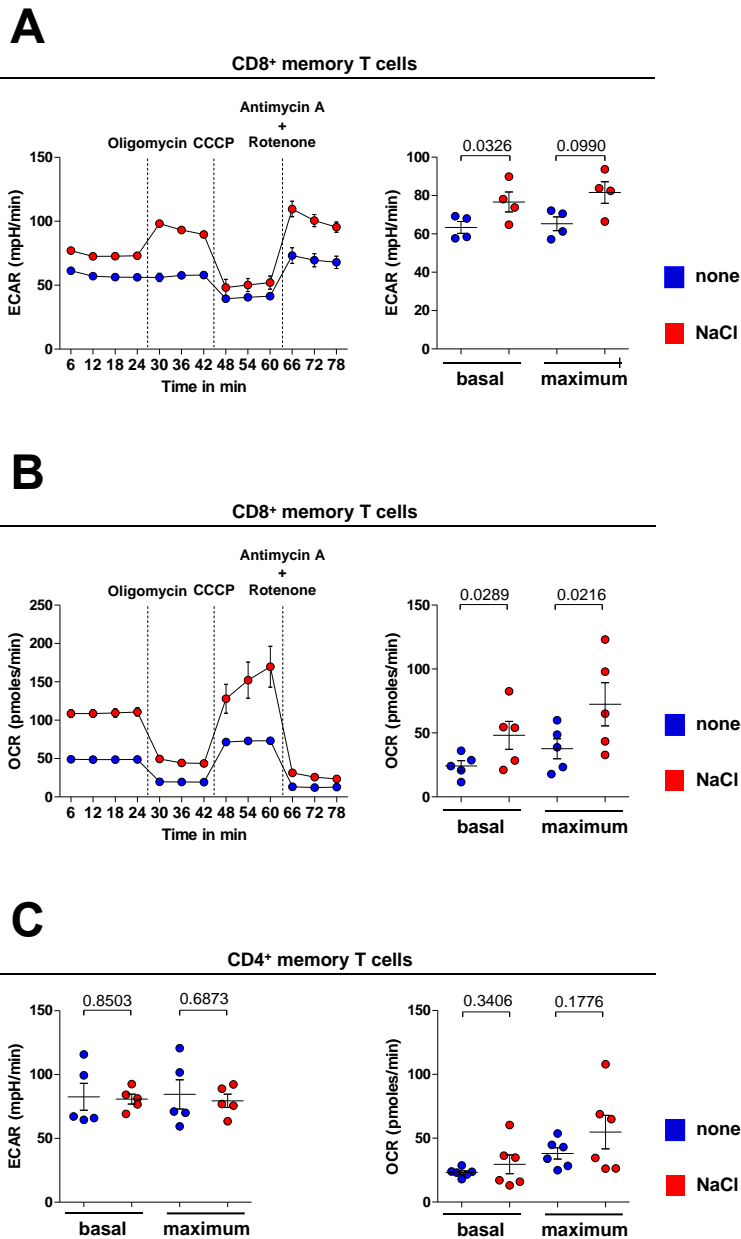 A
CD8⁺ memory T cells
Antimycin A
+
Oligomycin CCCP Rotenone
ECAR (mpH/min)
150
100
50
0
6 12 18 24 30 36 42 48 54 60 66 72 78
Time in min
0.0326 0.0990
ECAR (mpH/min)
100
80
60
40
20
0
basal maximum
none
NaCl
B
CD8⁺ memory T cells
Antimycin A
+
Oligomycin CCCP Rotenone
OCR (pmoles/min)
250
200
150
100
50
0
6 12 18 24 30 36 42 48 54 60 66 72 78
Time in min
0.0289 0.0216
OCR (pmoles/min)
150
100
50
0
basal maximum
none
NaCl
C
CD4⁺ memory T cells
0.8503 0.6873
ECAR (mpH/min)
150
100
50
0
basal maximum
0.3406 0.1776
OCR (pmoles/min)
150
100
50
0
basal maximum
none
NaCl